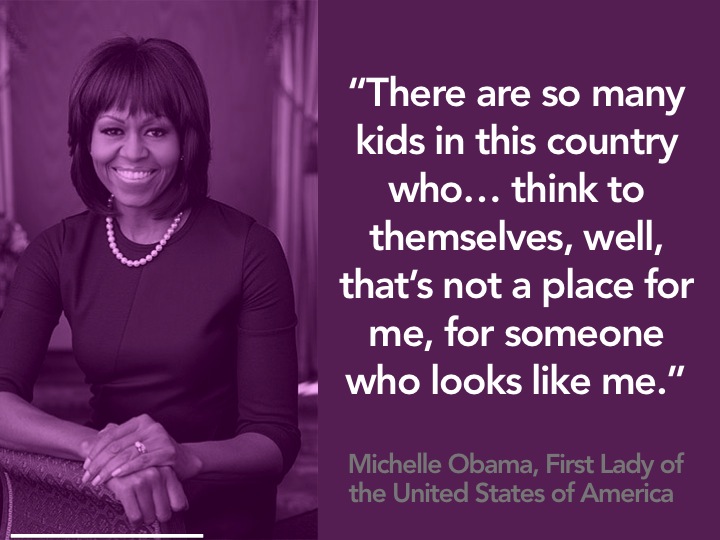 “There are so many
kids in this country
who… think to
themselves, well,
that’s not a place for
me, for someone
who looks like me.”
Michelle Obama, First Lady of
the United States of America